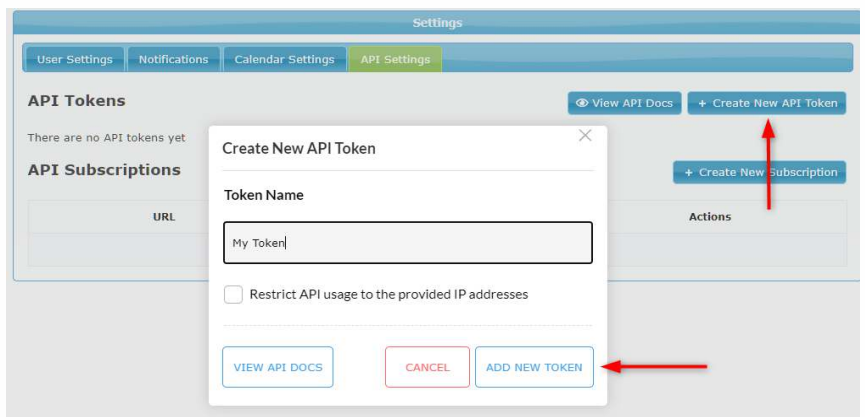 Settings
User Settings
Notifications
Calendar Settings
API Settings
API Tokens
View API Docs
+ Create New API Token
There are no API tokens yet
API Subscriptions
+ Create New Subscription
URL
Actions
Create New API Token
Token Name
My Token
Restrict API usage to the provided IP addresses
VIEW API DOCS
CANCEL
ADD NEW TOKEN